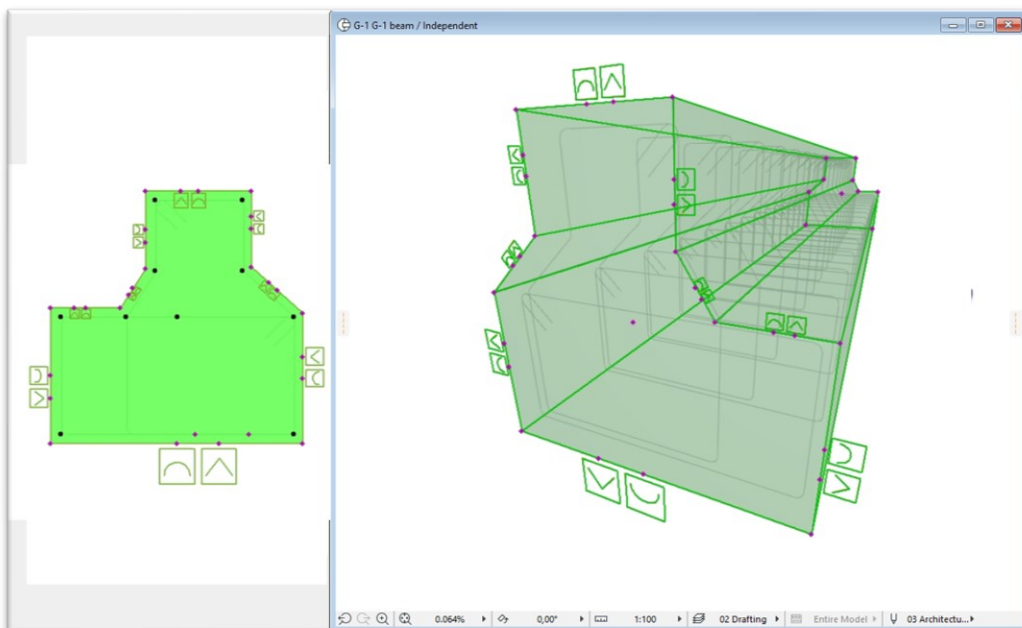 G-1 G-1 beam / Independent
0.064%
0,00°
1:100
02 Drafting
Entire Model
03 Architectu...